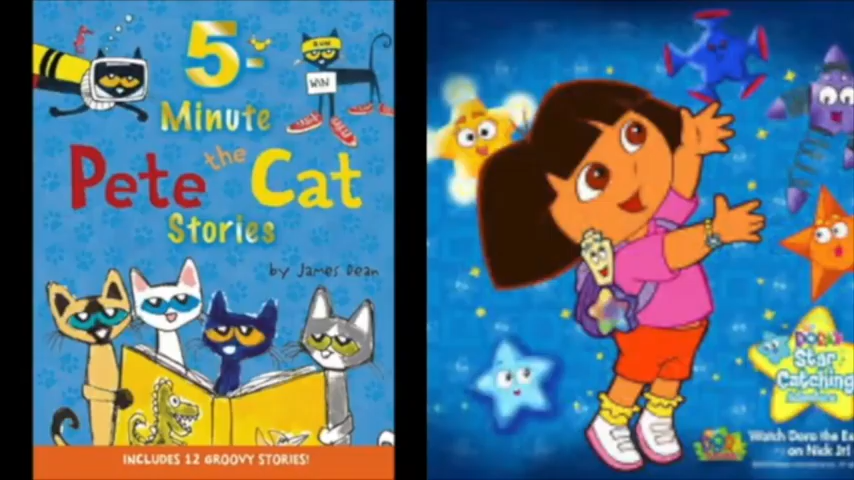 5-
Minute
Pete the Cat
Stories
by James Dean
RUN
WIN
INCLUDES 12 GROOVY STORIES!
DORA'S
Star
Catching
Watch Dora the Ex
on Nick Jr!